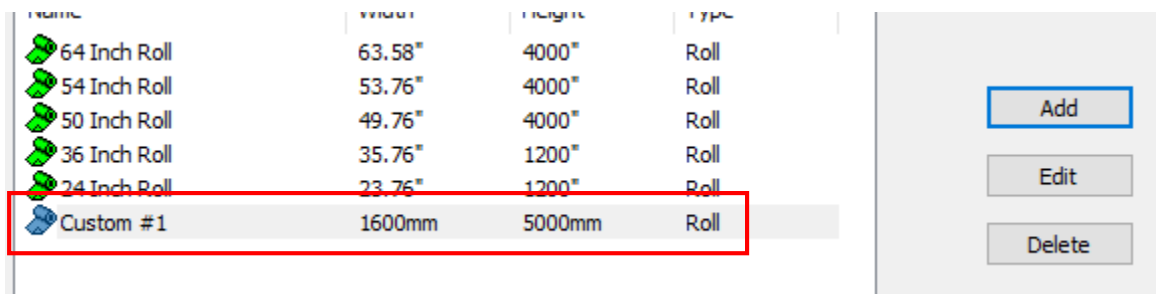 Name Width Height Type
64 Inch Roll 63.58" 4000" Roll
54 Inch Roll 53.76" 4000" Roll
50 Inch Roll 49.76" 4000" Roll
Add
36 Inch Roll 35.76" 1200" Roll
24 Inch Roll 23.76" 1200" Roll
Edit
Custom #1 1600mm 5000mm Roll
Delete